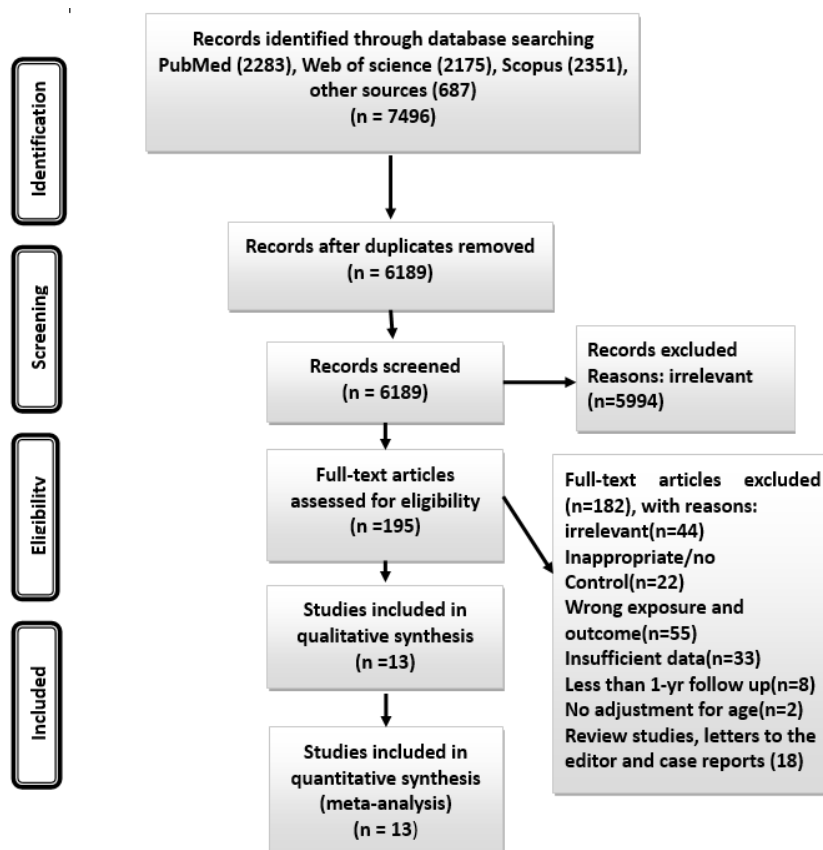 Records identified through database searching
PubMed (2283), Web of science (2175), Scopus (2351),
other sources (687)
(n = 7496)
Identification
Records after duplicates removed
(n = 6189)
Screening
Records screened
(n = 6189)
Records excluded
Reasons: irrelevant
(n=5994)
Eligibility
Full-text articles
assessed for eligibility
(n =195)
Full-text articles excluded
(n=182), with reasons:
irrelevant(n=44)
Inappropriate/no
Control(n=22)
Wrong exposure and
outcome(n=55)
Insufficient data(n=33)
Less than 1-yr follow up(n=8)
No adjustment for age(n=2)
Review studies, letters to the
editor and case reports (18)
Studies included in
qualitative synthesis
(n =13)
Included
Studies included in
quantitative synthesis
(meta-analysis)
(n = 13)